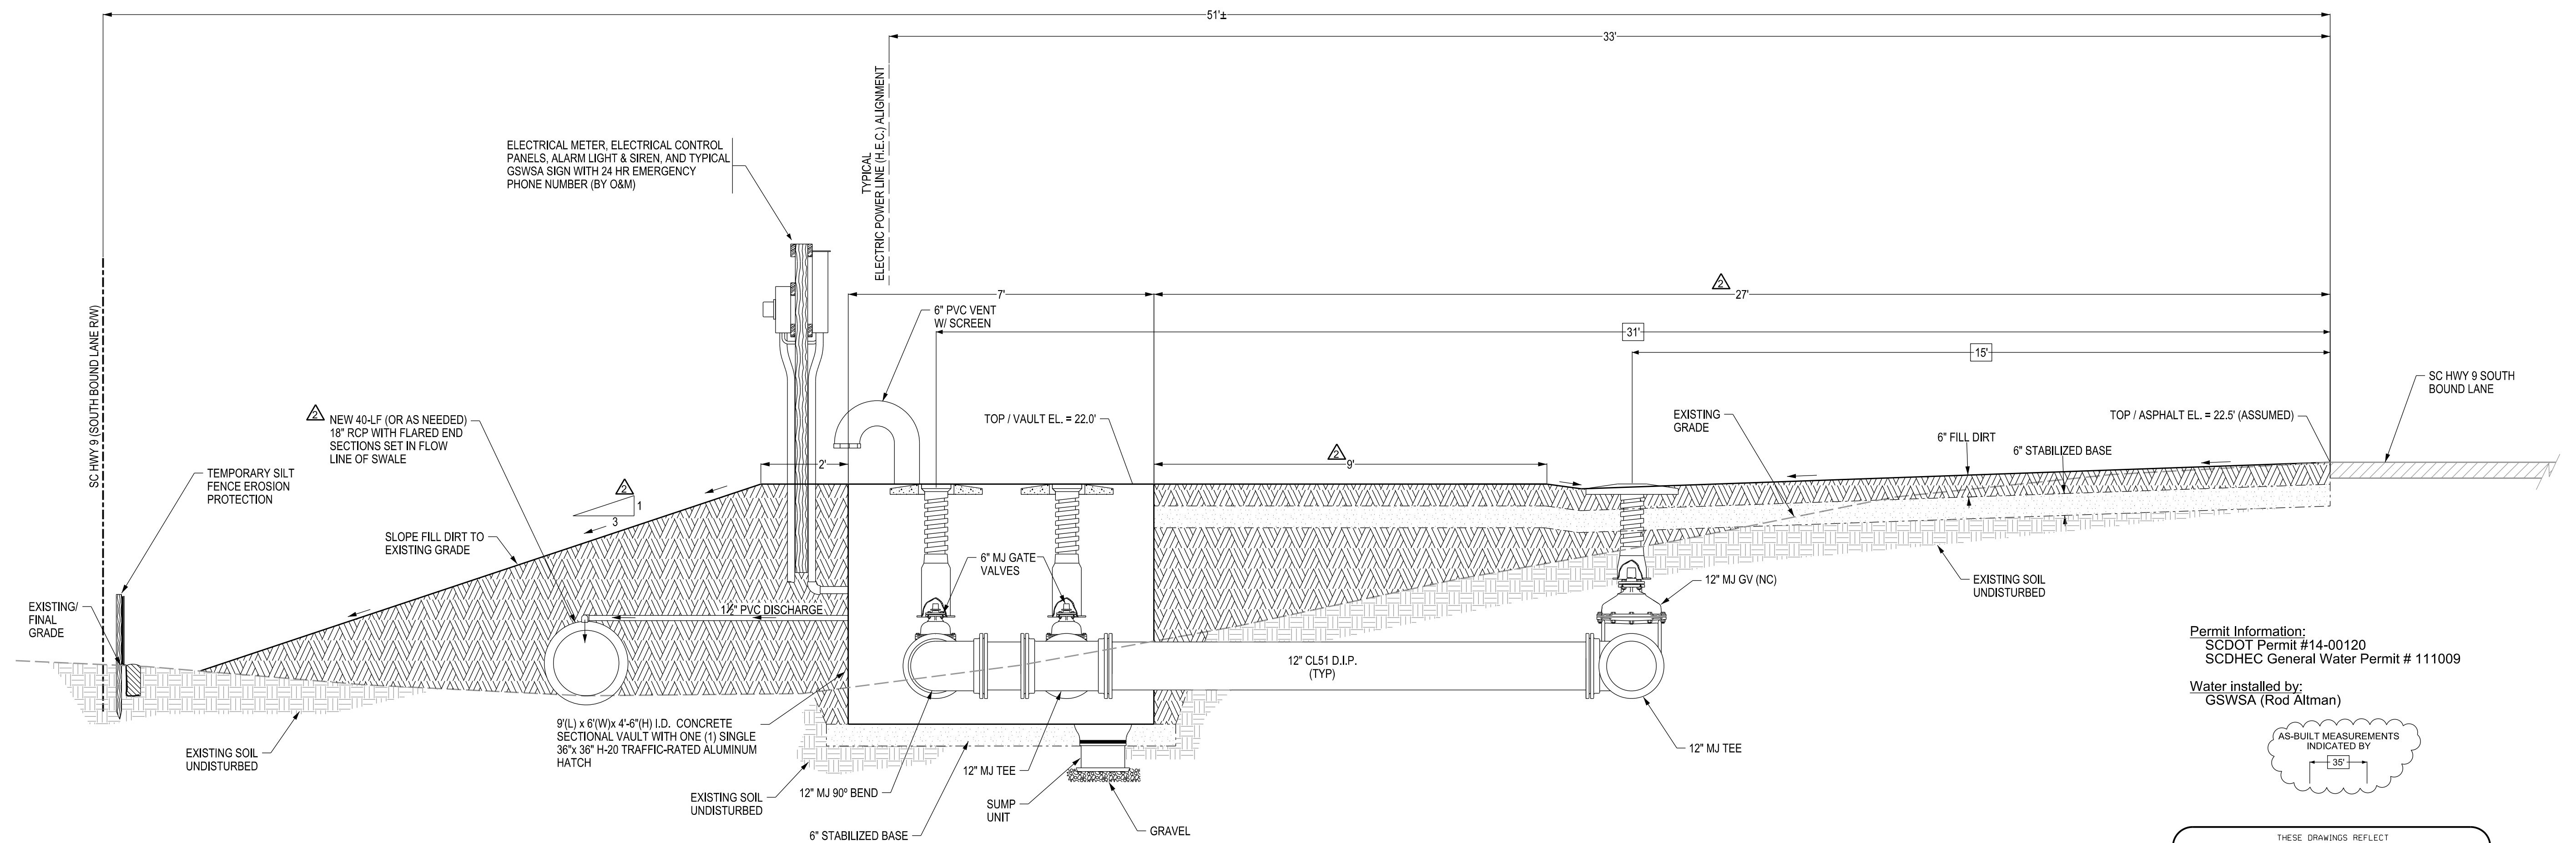 51'±
33'
TYPICAL
ELECTRIC POWER LINE (H.E.C.) ALIGNMENT
ELECTRICAL METER, ELECTRICAL CONTROL
PANELS, ALARM LIGHT & SIREN, AND TYPICAL
GSWSA SIGN WITH 24 HR EMERGENCY
PHONE NUMBER (BY O&M)
7'
2
27'
6" PVC VENT
W/ SCREEN
31'
15'
SC HWY 9 (SOUTH BOUND LANE R/W)
SC HWY 9 SOUTH
BOUND LANE
2
NEW 40-LF (OR AS NEEDED)
18" RCP WITH FLARED END
SECTIONS SET IN FLOW
LINE OF SWALE
TOP / VAULT EL. = 22.0'
EXISTING
GRADE
TOP / ASPHALT EL. = 22.5' (ASSUMED)
6" FILL DIRT
6" STABILIZED BASE
2'
2
9'
TEMPORARY SILT
FENCE EROSION
PROTECTION
2
1
3
SLOPE FILL DIRT TO
EXISTING GRADE
6" MJ GATE
VALVES
12" MJ GV (NC)
EXISTING SOIL
UNDISTURBED
EXISTING/
FINAL
GRADE
1½" PVC DISCHARGE
12" CL51 D.I.P.
(TYP)
Permit Information:
SCDOT Permit #14-00120
SCDHEC General Water Permit # 111009
Water installed by:
GSWSA (Rod Altman)
9'(L) x 6'(W)x 4'-6"(H) I.D. CONCRETE
SECTIONAL VAULT WITH ONE (1) SINGLE
36"x 36" H-20 TRAFFIC-RATED ALUMINUM
HATCH
EXISTING SOIL
UNDISTURBED
12" MJ TEE
AS-BUILT MEASUREMENTS
INDICATED BY
35'
12" MJ TEE
12" MJ 90º BEND
EXISTING SOIL
UNDISTURBED
SUMP
UNIT
GRAVEL
6" STABILIZED BASE
THESE DRAWINGS REFLECT